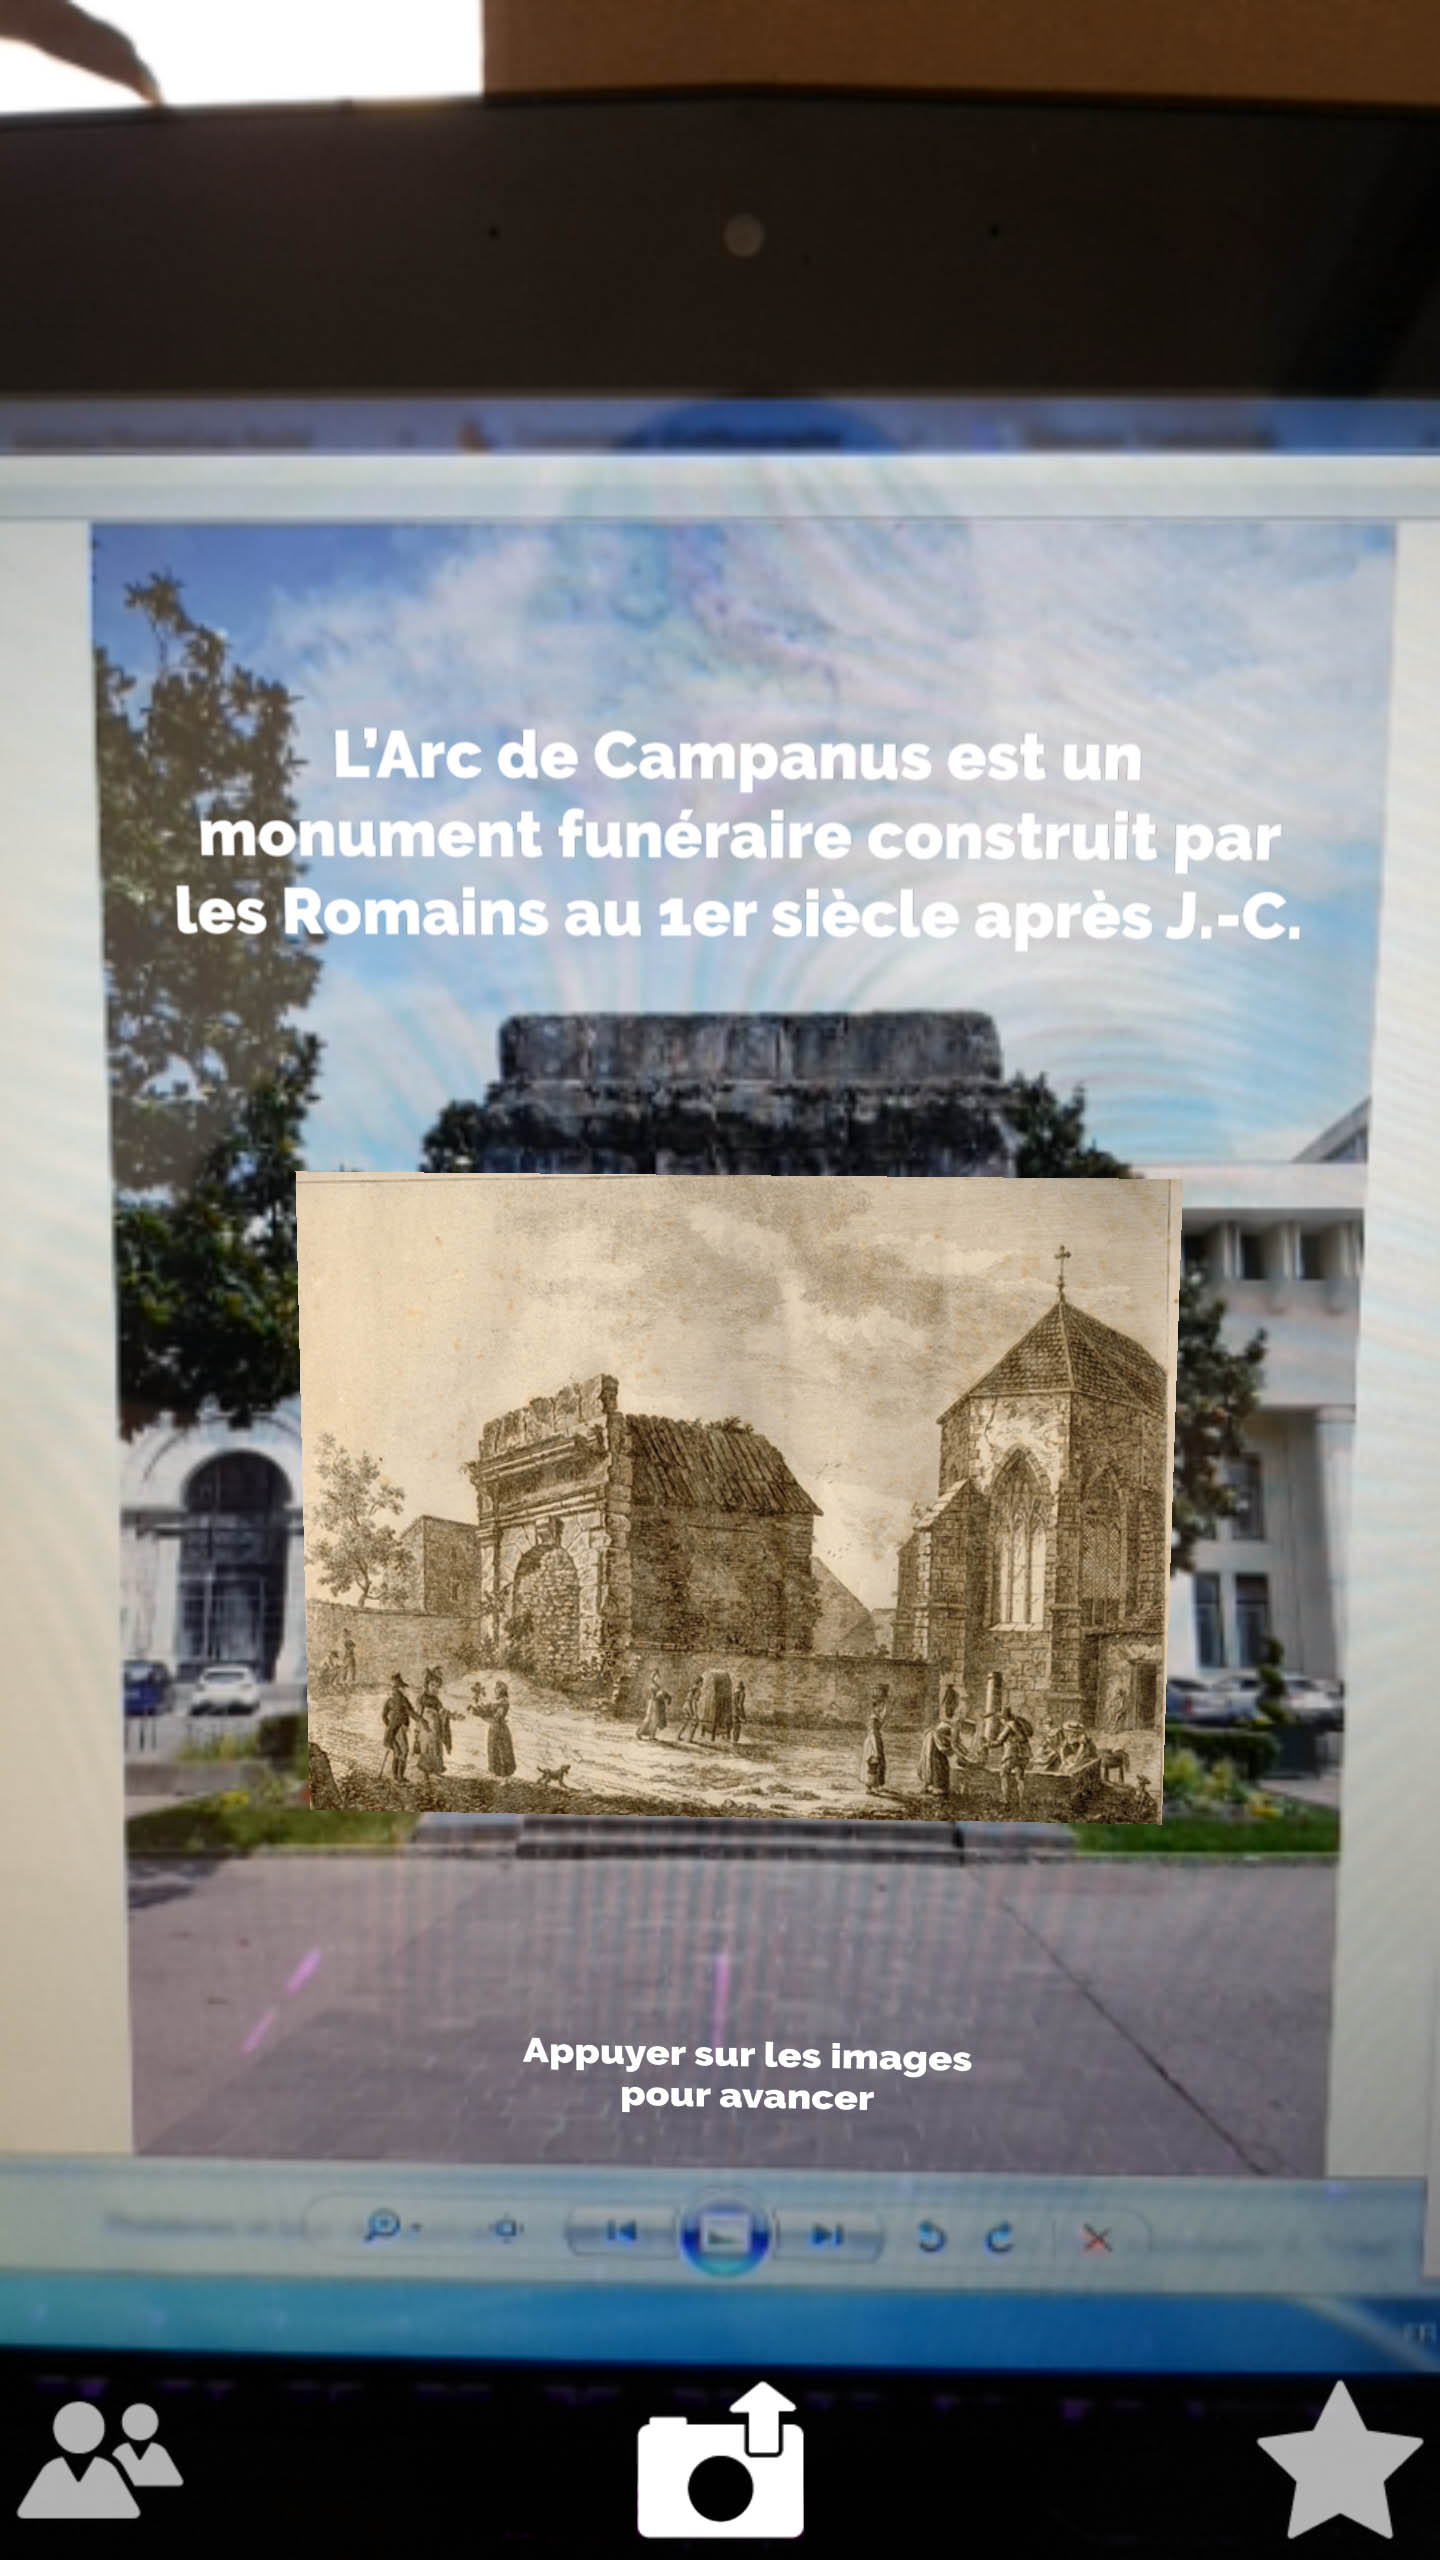 L'Arc de Campanus est un
monument funéraire construit par
les Romains au 1er siècle après J.-C.
Appuyer sur les images
pour avancer
FR